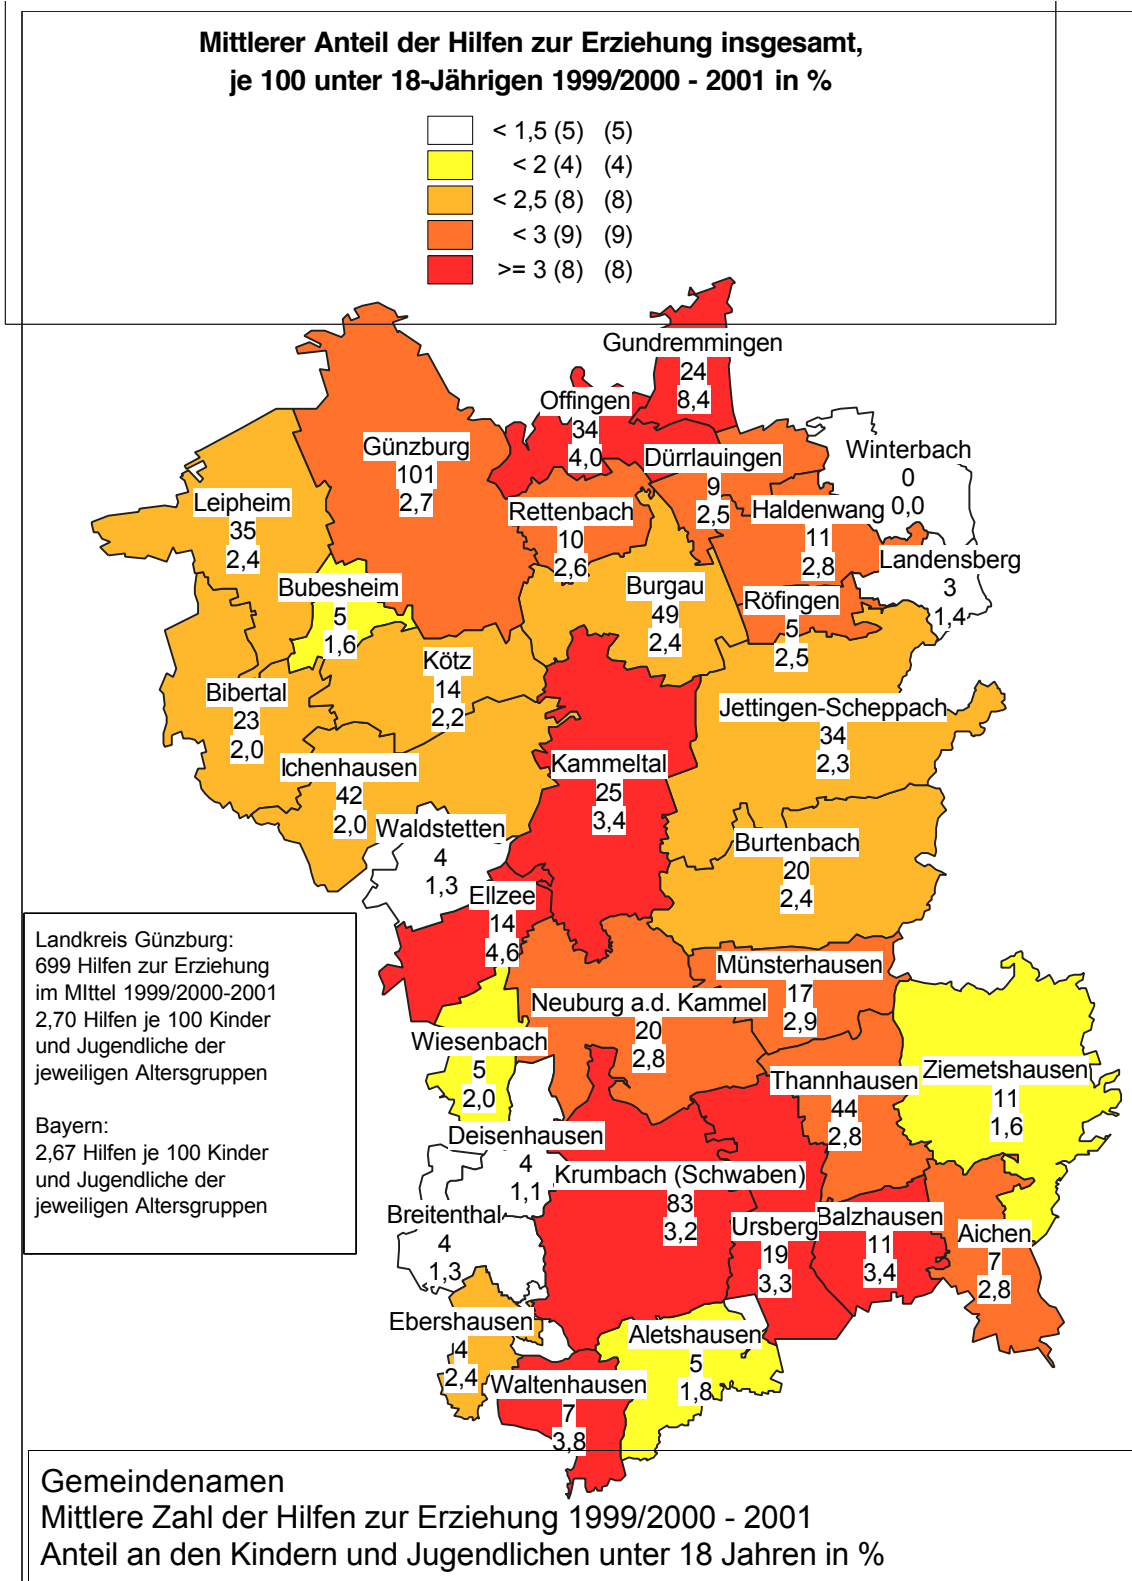 Mittlerer Anteil der Hilfen zur Erziehung insgesamt,
je 100 unter 18-Jährigen 1999/2000 - 2001 in %
< 1,5 (5) (5)
< 2 (4) (4)
< 2,5 (8) (8)
< 3 (9) (9)
>= 3 (8) (8)
Gundremmingen
24
8,4
Offingen
34
4,0
Günzburg
101
2,7
Dürrlauingen
9
2,5
Winterbach
0
0,0
Leipheim
35
2,4
Rettenbach
10
2,6
Haldenwang
11
2,8
Landensberg
3
1,4
Bubesheim
5
1,6
Burgau
49
2,4
Röfingen
5
2,5
Kötz
14
2,2
Bibertal
23
2,0
Jettingen-Scheppach
34
2,3
Ichenhausen
42
2,0
Kammeltal
25
3,4
Waldstetten
4
1,3
Burtenbach
20
2,4
Ellzee
14
4,6
Landkreis Günzburg:
699 Hilfen zur Erziehung
im MIttel 1999/2000-2001
2,70 Hilfen je 100 Kinder
und Jugendliche der
jeweiligen Altersgruppen
Bayern:
2,67 Hilfen je 100 Kinder
und Jugendliche der
jeweiligen Altersgruppen
Münsterhausen
17
2,9
Neuburg a.d. Kammel
20
2,8
Wiesenbach
5
2,0
Thannhausen
44
2,8
Ziemetshausen
11
1,6
Deisenhausen
4
1,1
Krumbach (Schwaben)
83
3,2
Breitenthal
4
1,3
Ursberg
19
3,3
Balzhausen
11
3,4
Aichen
7
2,8
Ebershausen
4
2,4
Aletshausen
5
1,8
Waltenhausen
7
3,8
Gemeindenamen
Mittlere Zahl der Hilfen zur Erziehung 1999/2000 - 2001
Anteil an den Kindern und Jugendlichen unter 18 Jahren in %